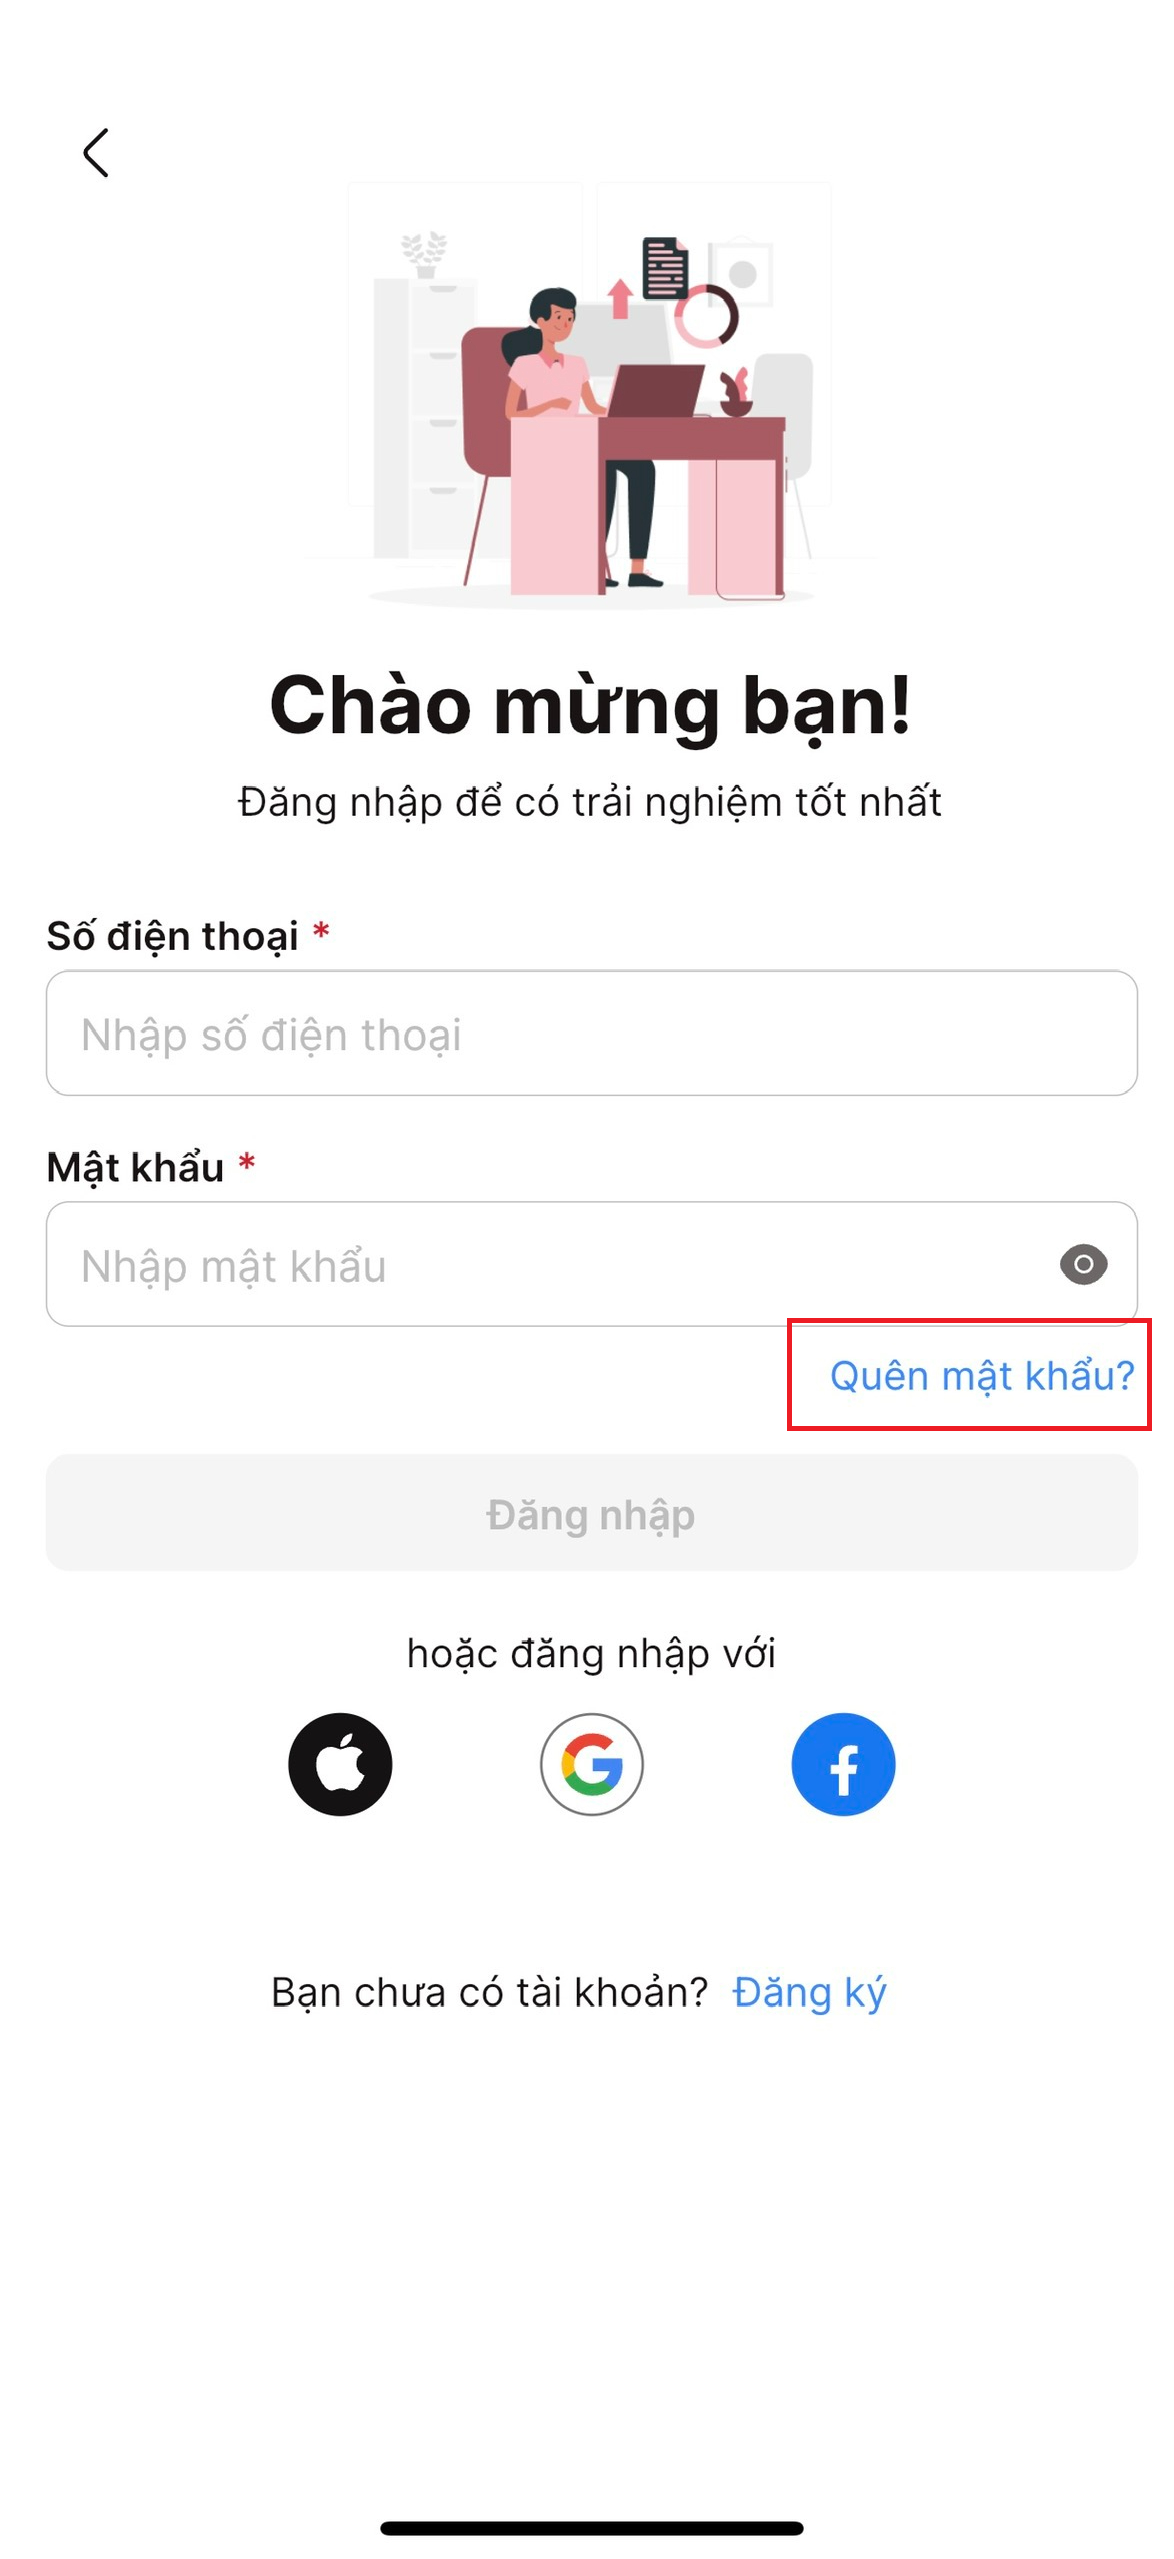 Chào mừng bạn!
Đăng nhập để có trải nghiệm tốt nhất
Số điện thoại *
Nhập số điện thoại
Mật khẩu *
Nhập mật khẩu
Quên mật khẩu?
Đăng nhập
hoặc đăng nhập với
Bạn chưa có tài khoản? Đăng ký